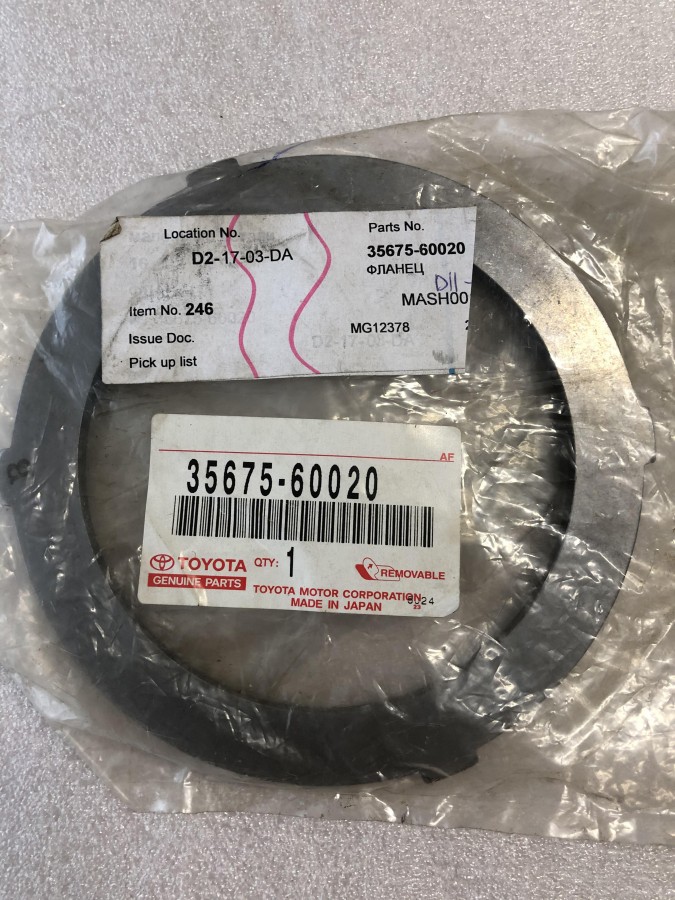 Location No.
D2-17-03-DA
Parts No.
35675-60020
ФЛАНЕЦ
D11 -
MASH00
Item No. 246
MG12378
D2-17-03-DA
Issue Doc.
Pick up list
AF
35675-60020
TOYOTA
GENUINE PARTS
QTY: 1
REMOVABLE
TOYOTA MOTOR CORPORATION
MADE IN JAPAN
23